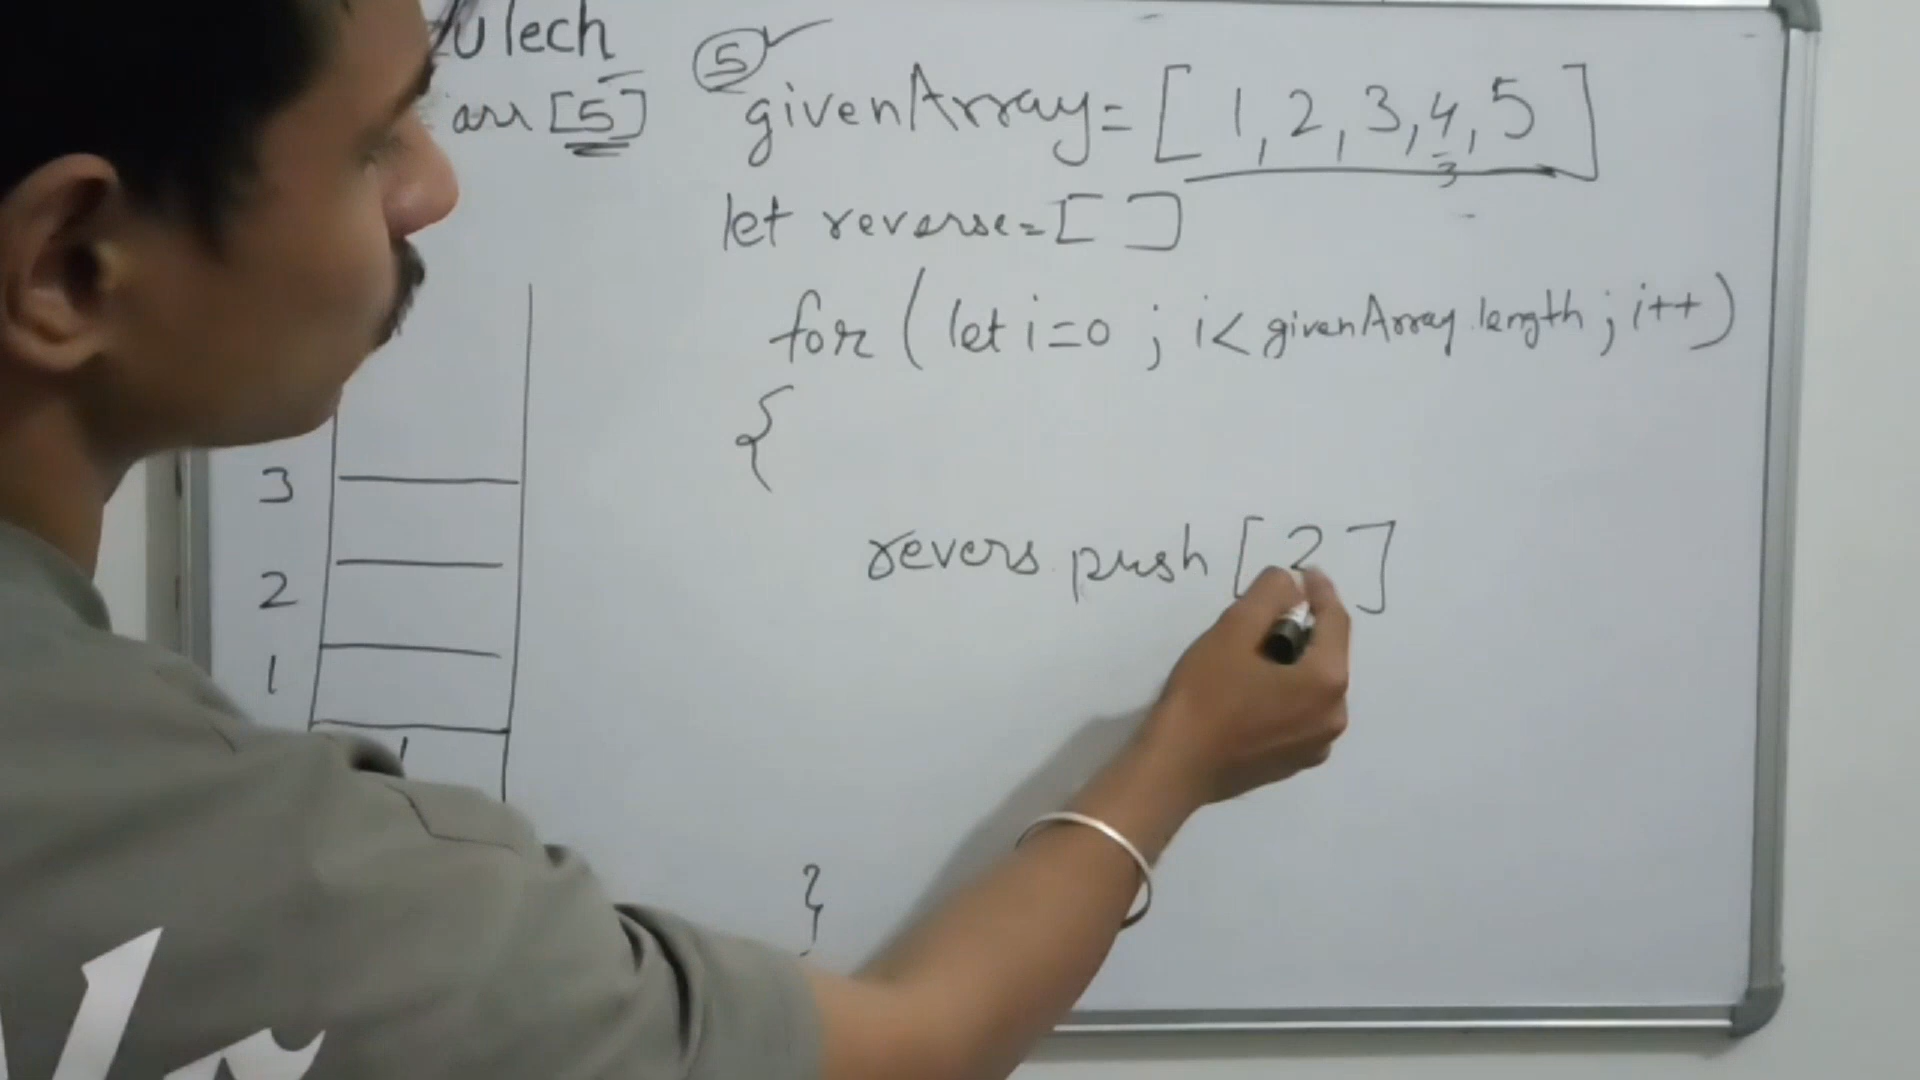 arr [5]
5
givenArray = [ 1, 2, 3, 4, 5 ]
3
let reverse = [ ]
for ( let i=0 ; i< givenArray.length ; i++ )
{
revers.push [ 2 ]
}
3
2
1